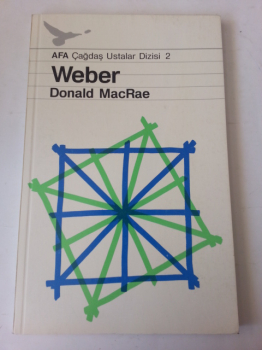 AFA Çağdaş Ustalar Dizisi 2
Weber
Donald MacRae